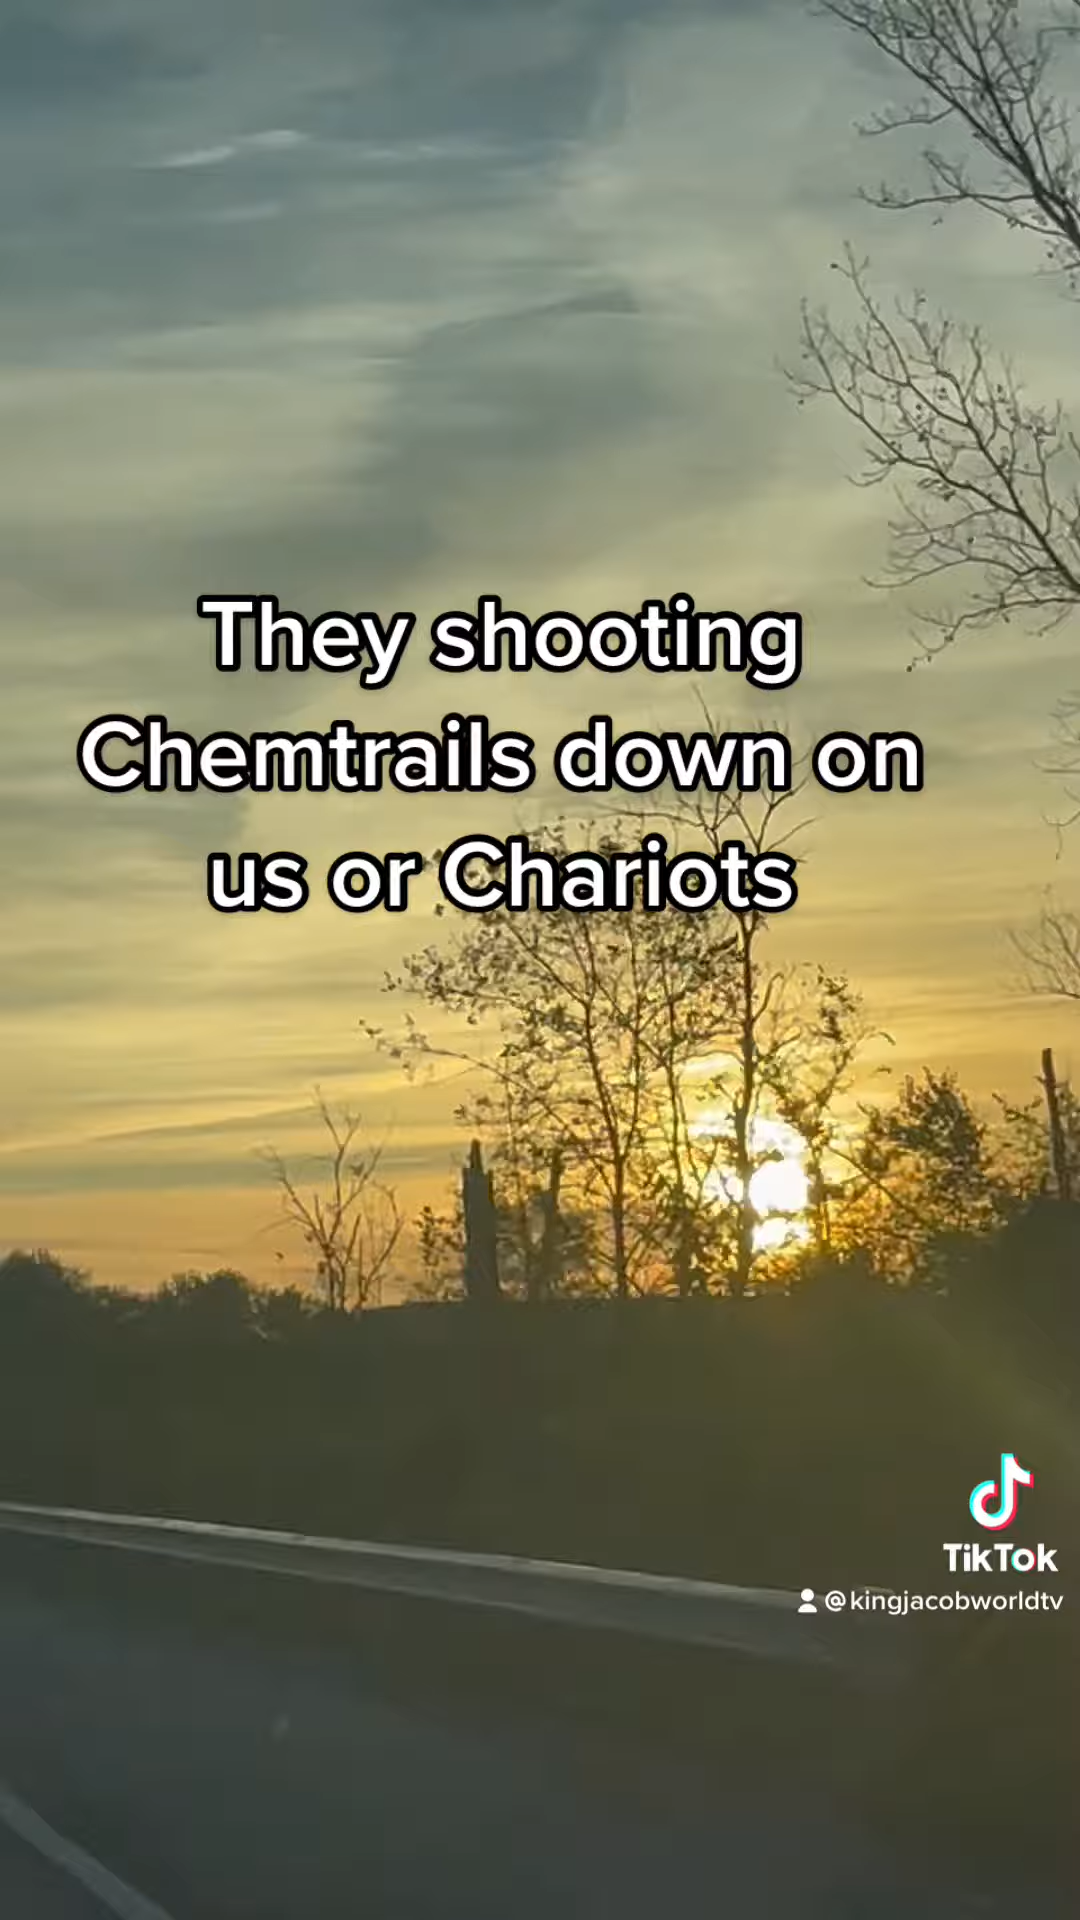 They shooting
Chemtrails down on
us or Chariots
TikTok
@kingjacobworldtv